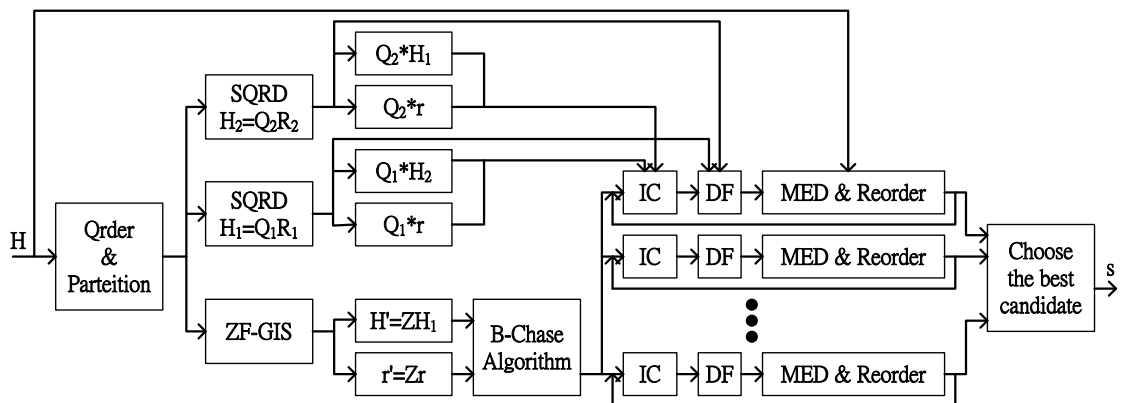 H
Qrder
&
Parteition
SQRD
H₂=Q₂R₂
SQRD
H₁=Q₁R₁
ZF-GIS
Q₂*H₁
Q₂*r
Q₁*H₂
Q₁*r
H'=ZH₁
r'=Zr
B-Chase
Algorithm
IC
DF
MED & Reorder
IC
DF
MED & Reorder
IC
DF
MED & Reorder
Choose
the best
candidate
s